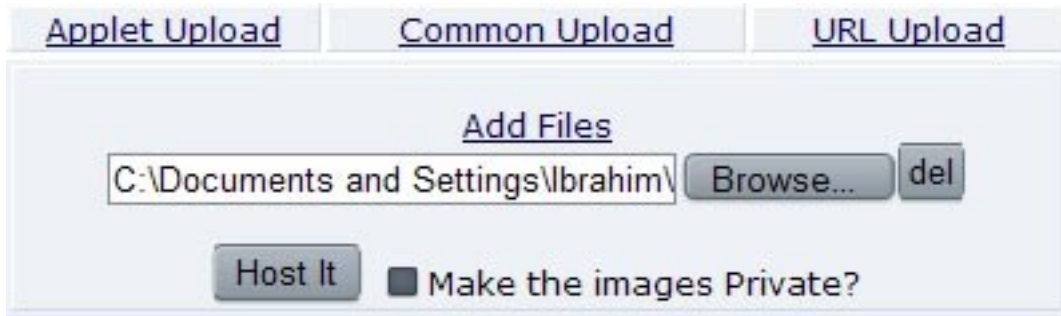 Applet Upload Common Upload URL Upload
Add Files
C:\Documents and Settings\Ibrahim\ Browse... del
Host It Make the images Private?